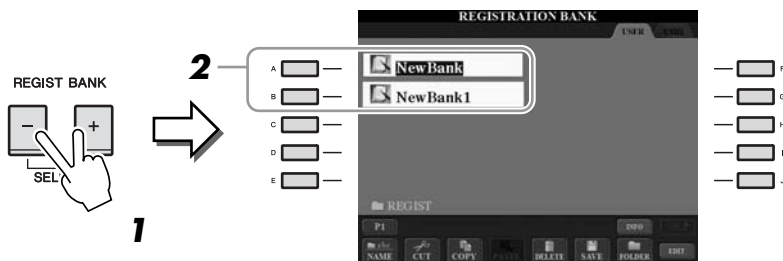 REGISTRATION BANK
USER
REGIST BANK
- +
SEL
1
2
A
B
C
D
E
NewBank
NewBank1
REGIST
P1
INFO
NAME CUT COPY DELETE SAVE FOLDER EDIT
F
G
H
I
J